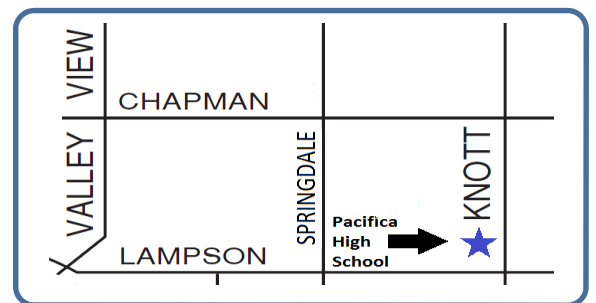 VALLEY VIEW
CHAPMAN
SPRINGDALE
KNOTT
Pacifica
High
School
LAMPSON